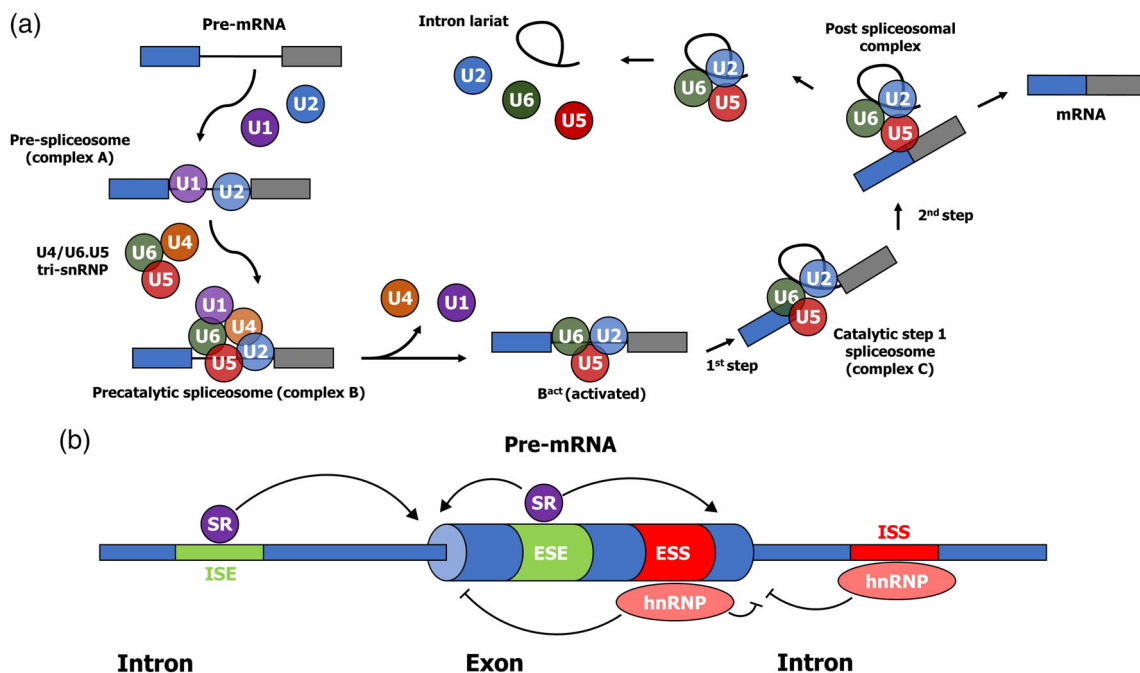 (a)
Pre-mRNA
U1
U2
Pre-spliceosome
(complex A)
U1
U2
U4/U6.U5
tri-snRNP
U6
U4
U5
U1
U6
U4
U5
U2
Precatalytic spliceosome (complex B)
U4
U1
U6
U2
U5
Bact (activated)
1st step
U2
U6
U5
Catalytic step 1
spliceosome
(complex C)
2nd step
Post spliceosomal
complex
U2
U6
U5
mRNA
U2
U6
U5
Intron lariat
U2
U6
U5
(b)
Pre-mRNA
SR
SR
ISE
ESE
ESS
ISS
hnRNP
hnRNP
Intron
Exon
Intron